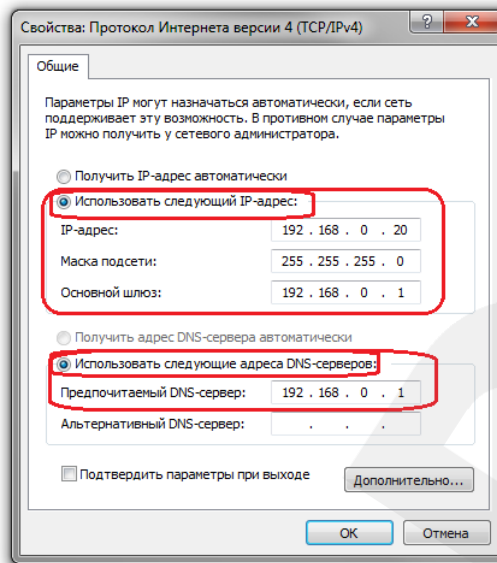 Свойства: Протокол Интернета версии 4 (TCP/IPv4)
Общие
Параметры IP могут назначаться автоматически, если сеть
поддерживает эту возможность. В противном случае параметры
IP можно получить у сетевого администратора.
Получить IP-адрес автоматически
Использовать следующий IP-адрес:
IP-адрес: 192 . 168 . 0 . 20
Маска подсети: 255 . 255 . 255 . 0
Основной шлюз: 192 . 168 . 0 . 1
Получить адрес DNS-сервера автоматически
Использовать следующие адреса DNS-серверов:
Предпочитаемый DNS-сервер: 192 . 168 . 0 . 1
Альтернативный DNS-сервер: . . .
Подтвердить параметры при выходе
Дополнительно...
ОК Отмена